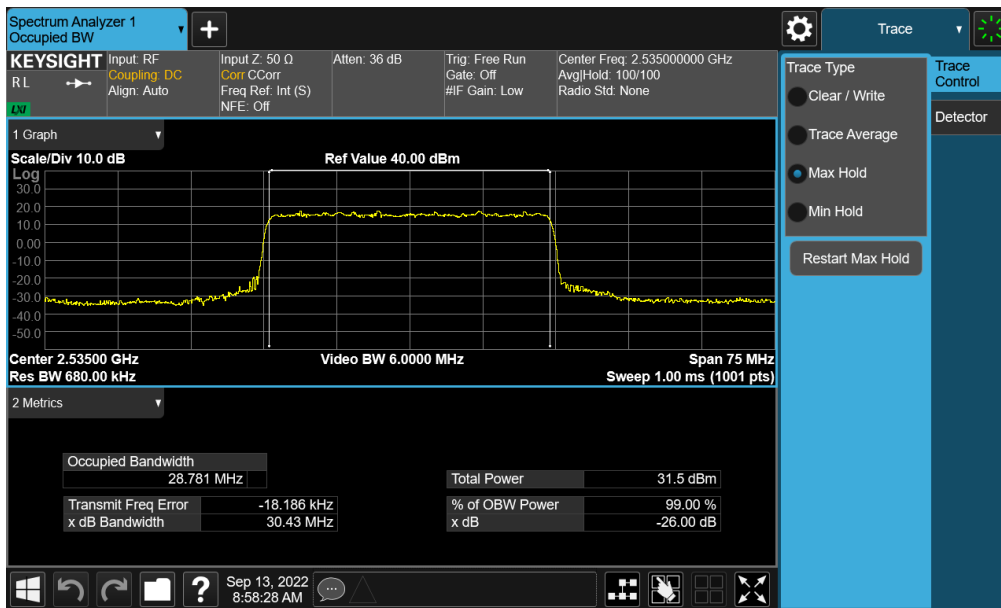 Spectrum Analyzer 1
Occupied BW
Trace
KEYSIGHT
R L
LXI
Input: RF
Coupling: DC
Align: Auto
Input Z: 50 Ω
Corr CCorr
Freq Ref: Int (S)
NFE: Off
Atten: 36 dB
Trig: Free Run
Gate: Off
#IF Gain: Low
Center Freq: 2.535000000 GHz
Avg|Hold: 100/100
Radio Std: None
Trace Type
Clear / Write
Trace Average
Max Hold
Min Hold
Restart Max Hold
Trace
Control
Detector
1 Graph
Scale/Div 10.0 dB
Ref Value 40.00 dBm
Log
30.0
20.0
10.0
0.00
-10.0
-20.0
-30.0
-40.0
-50.0
Center 2.53500 GHz
Video BW 6.0000 MHz
Span 75 MHz
Res BW 680.00 kHz
Sweep 1.00 ms (1001 pts)
2 Metrics
Occupied Bandwidth
28.781 MHz
Total Power 31.5 dBm
Transmit Freq Error -18.186 kHz
% of OBW Power 99.00 %
x dB Bandwidth 30.43 MHz
x dB -26.00 dB
?
Sep 13, 2022
8:58:28 AM